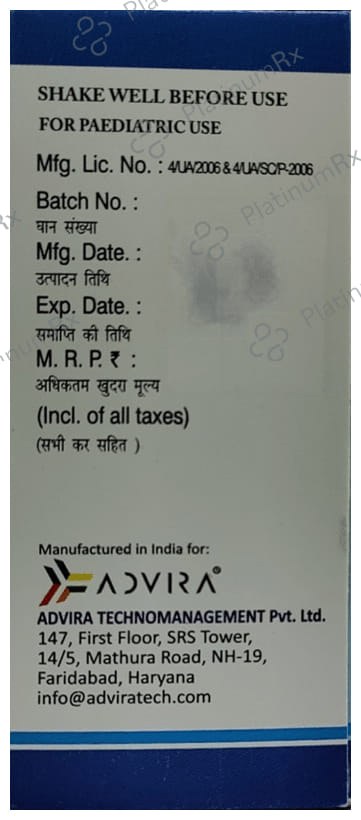 SHAKE WELL BEFORE USE
FOR PAEDIATRIC USE
Mfg. Lic. No. : 4/UA/2006 & 4/UA/SC/P-2006
Batch No. :
घान संख्या
Mfg. Date. :
उत्पादन तिथि
Exp. Date. :
समाप्ति की तिथि
M. R. P. ₹ :
अधिकतम खुदरा मूल्य
(Incl. of all taxes)
(सभी कर सहित )
Manufactured in India for:
ADVIRA®
ADVIRA TECHNOMANAGEMENT Pvt. Ltd.
147, First Floor, SRS Tower,
14/5, Mathura Road, NH-19,
Faridabad, Haryana
info@adviratech.com
PlatinumRx
PlatinumRx